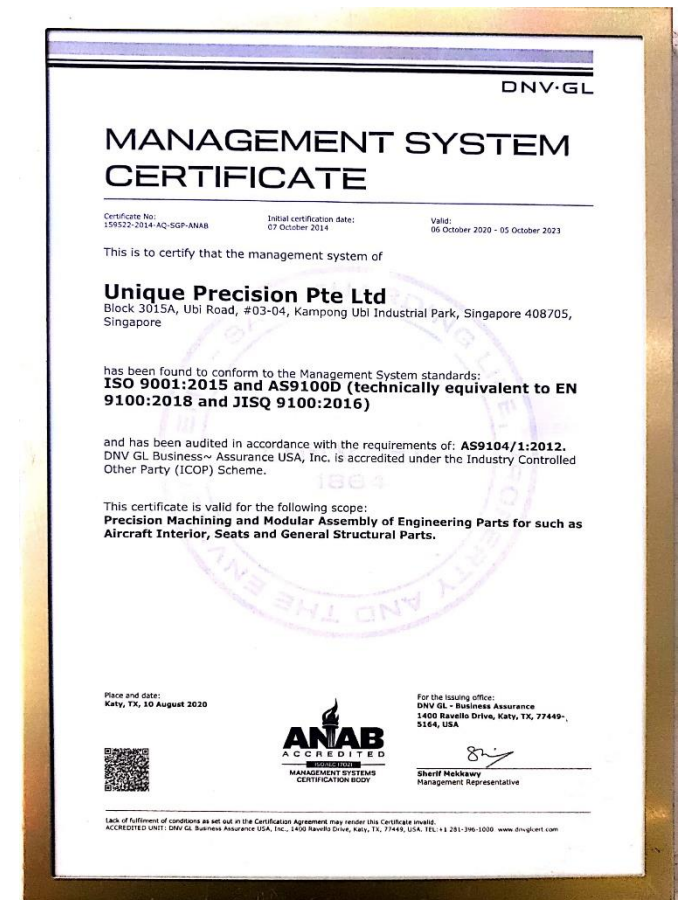 DNV·GL
MANAGEMENT SYSTEM
CERTIFICATE
Certificate No:
159522-2014-AQ-SGP-ANAB
Initial certification date:
07 October 2014
Valid:
06 October 2020 - 05 October 2023
This is to certify that the management system of
Unique Precision Pte Ltd
Block 3015A, Ubi Road, #03-04, Kampong Ubi Industrial Park, Singapore 408705,
Singapore
has been found to conform to the Management System standards:
ISO 9001:2015 and AS9100D (technically equivalent to EN
9100:2018 and JISQ 9100:2016)
and has been audited in accordance with the requirements of: AS9104/1:2012.
DNV GL Business~ Assurance USA, Inc. is accredited under the Industry Controlled
Other Party (ICOP) Scheme.
1864
This certificate is valid for the following scope:
Precision Machining and Modular Assembly of Engineering Parts for such as
Aircraft Interior, Seats and General Structural Parts.
AND THE
Place and date:
Katy, TX, 10 August 2020
ANAB
ACCREDITED
ISO/IEC 17021
MANAGEMENT SYSTEMS
CERTIFICATION BODY
For the issuing office:
DNV GL - Business Assurance
1400 Ravello Drive, Katy, TX, 77449-
5164, USA
Sherif Mekkawy
Management Representative
Lack of fulfilment of conditions as set out in the Certification Agreement may render this Certificate invalid.
ACCREDITED UNIT: DNV GL Business Assurance USA, Inc., 1400 Ravello Drive, Katy, TX, 77449, USA. TEL:+1 281-396-1000 www.dnvglcert.com